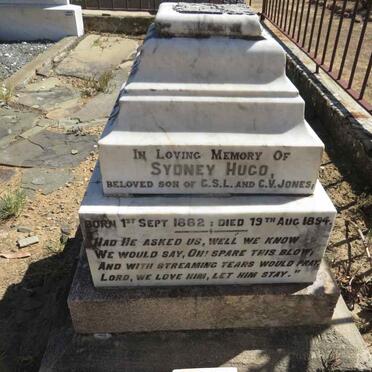 IN LOVING MEMORY OF
SYDNEY HUGO,
BELOVED SON OF C.S.L. AND C.V. JONES;
BORN 1ST SEPT 1882 : DIED 19TH AUG 1894.
"HAD HE ASKED US, WELL WE KNOW
WE WOULD SAY, OH! SPARE THIS BLOW,
AND WITH STREAMING TEARS WOULD PRAY,
LORD, WE LOVE HIM, LET HIM STAY."